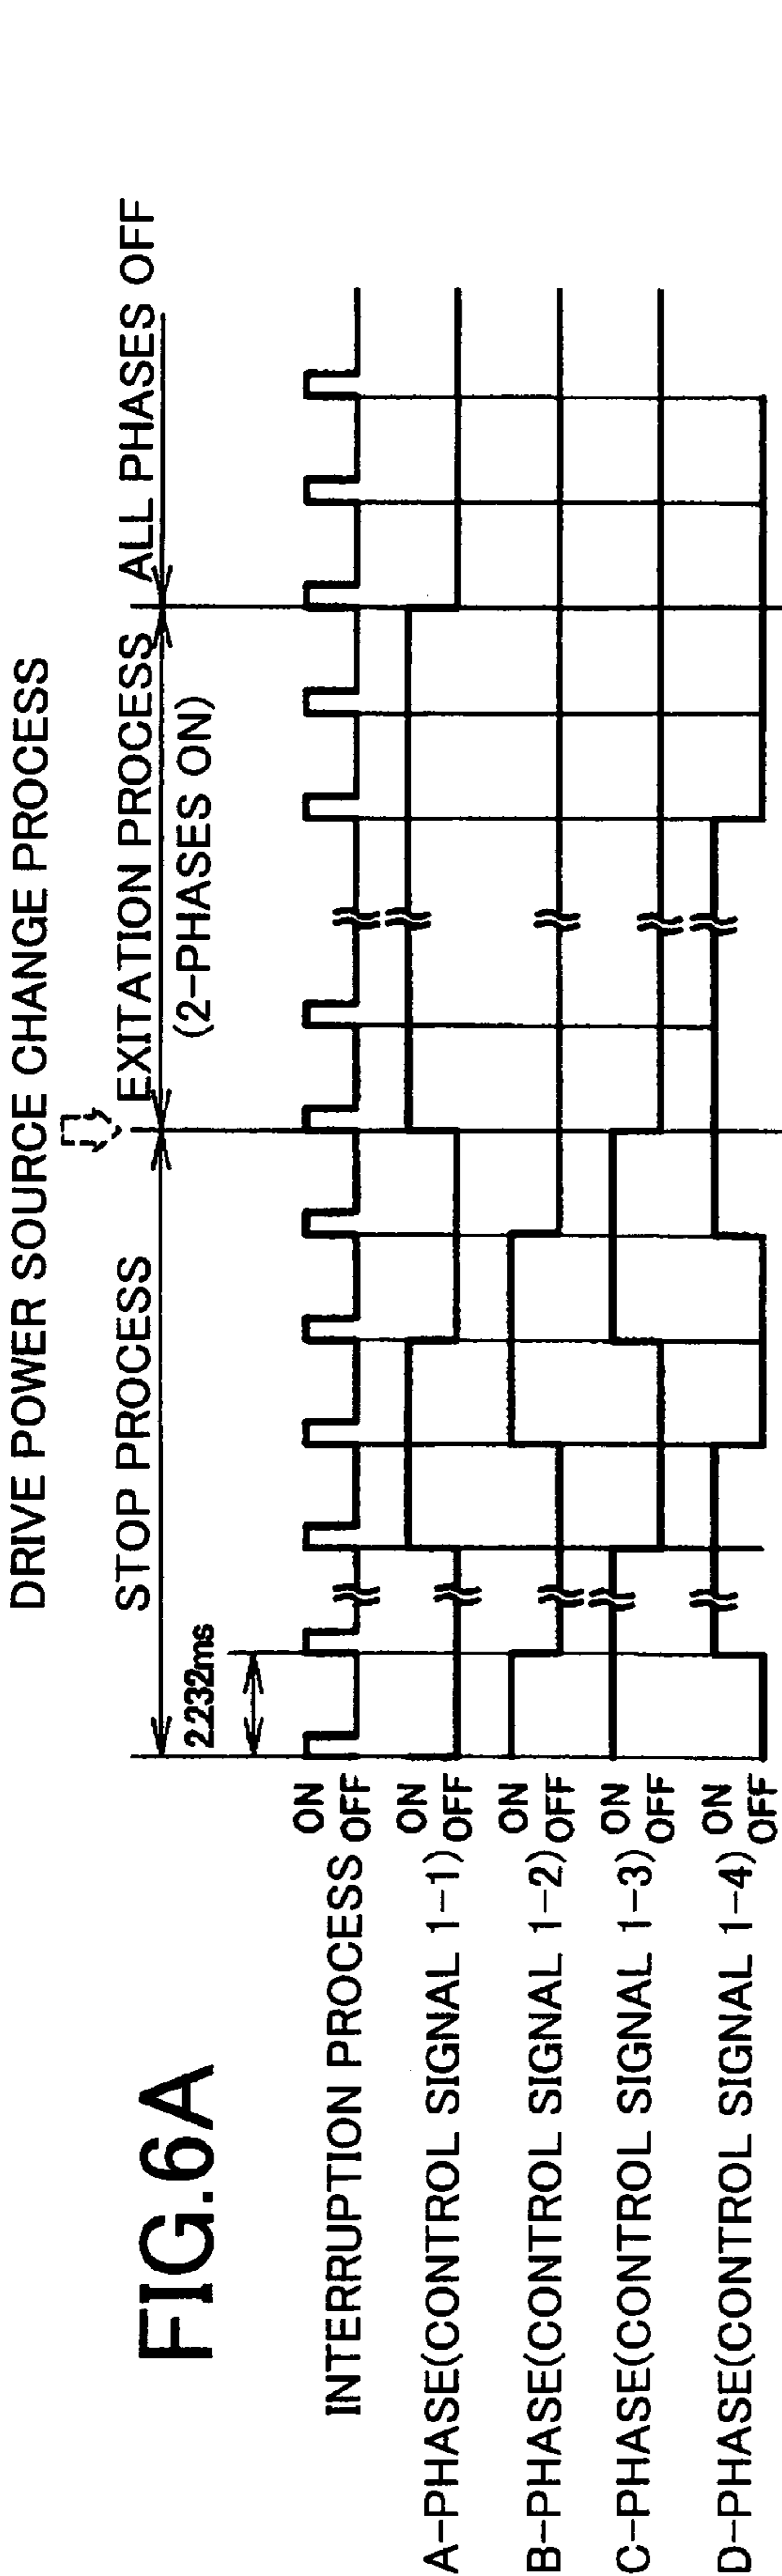 FIG.6A
DRIVE POWER SOURCE CHANGE PROCESS
STOP PROCESS
EXITATION PROCESS
(2-PHASES ON)
ALL PHASES OFF
2.232ms
INTERRUPTION PROCESS
ON
OFF
A-PHASE(CONTROL SIGNAL 1-1)
ON
OFF
B-PHASE(CONTROL SIGNAL 1-2)
ON
OFF
C-PHASE(CONTROL SIGNAL 1-3)
ON
OFF
D-PHASE(CONTROL SIGNAL 1-4)
ON
OFF